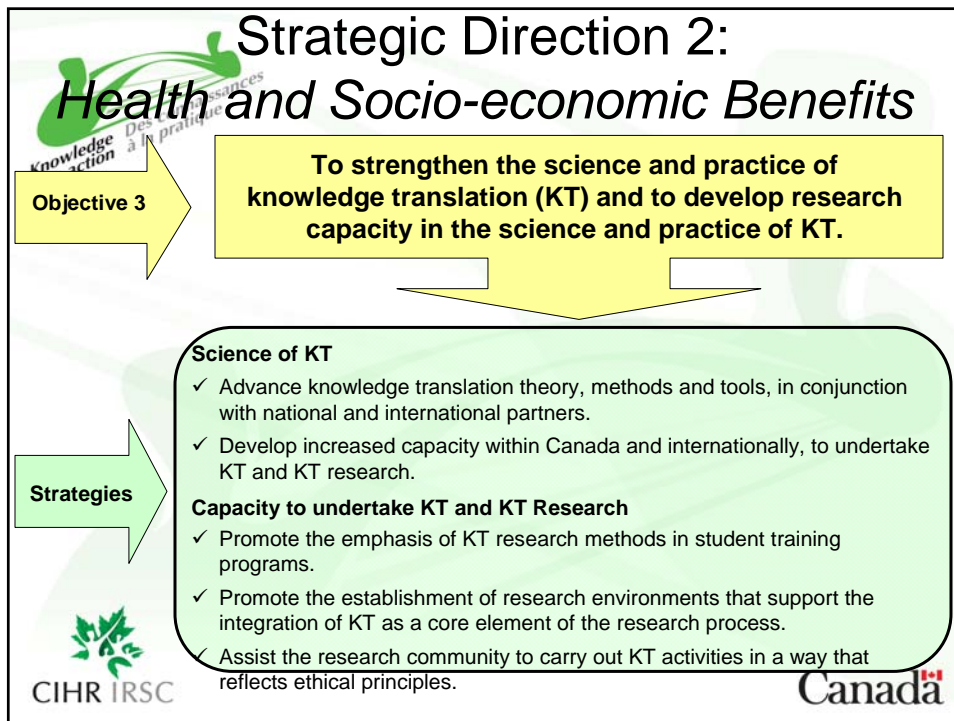 Strategic Direction 2:
Health and Socio-economic Benefits
Knowledge
action
Des connaissances
à la pratique
Objective 3
To strengthen the science and practice of
knowledge translation (KT) and to develop research
capacity in the science and practice of KT.
Strategies
Science of KT
✓ Advance knowledge translation theory, methods and tools, in conjunction
with national and international partners.
✓ Develop increased capacity within Canada and internationally, to undertake
KT and KT research.
Capacity to undertake KT and KT Research
✓ Promote the emphasis of KT research methods in student training
programs.
✓ Promote the establishment of research environments that support the
integration of KT as a core element of the research process.
✓ Assist the research community to carry out KT activities in a way that
reflects ethical principles.
CIHR IRSC
Canada